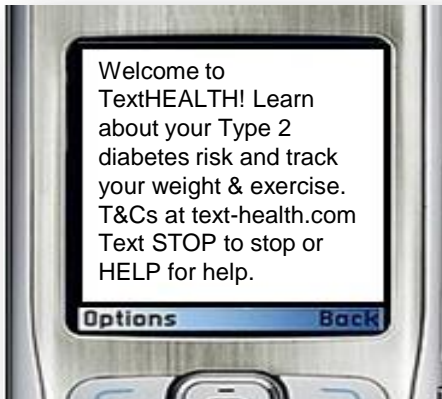 Welcome to
TextHEALTH! Learn
about your Type 2
diabetes risk and track
your weight & exercise.
T&Cs at text-health.com
Text STOP to stop or
HELP for help.
Options Back